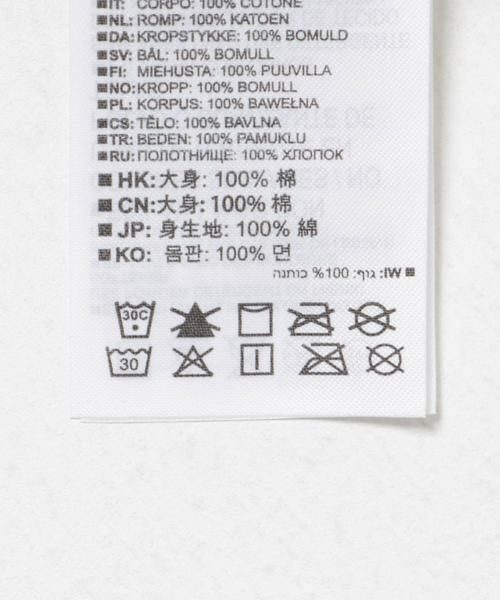 IT: CORPO: 100% COTONE
NL: ROMP: 100% KATOEN
DA: KROPSTYKKE: 100% BOMULD
SV: BÅL: 100% BOMULL
FI: MIEHUSTA: 100% PUUVILLA
NO: KROPP: 100% BOMULL
PL: KORPUS: 100% BAWEŁNA
CS: TĚLO: 100% BAVLNA
TR: BEDEN: 100% PAMUKLU
RU: ПОЛОТНИЩЕ: 100% ХЛОПОК
HK: 大身: 100% 棉
CN: 大身: 100% 棉
JP: 身生地: 100% 綿
KO: 몸판: 100% 면
IW: גוף: 100% כותנה
30C
30